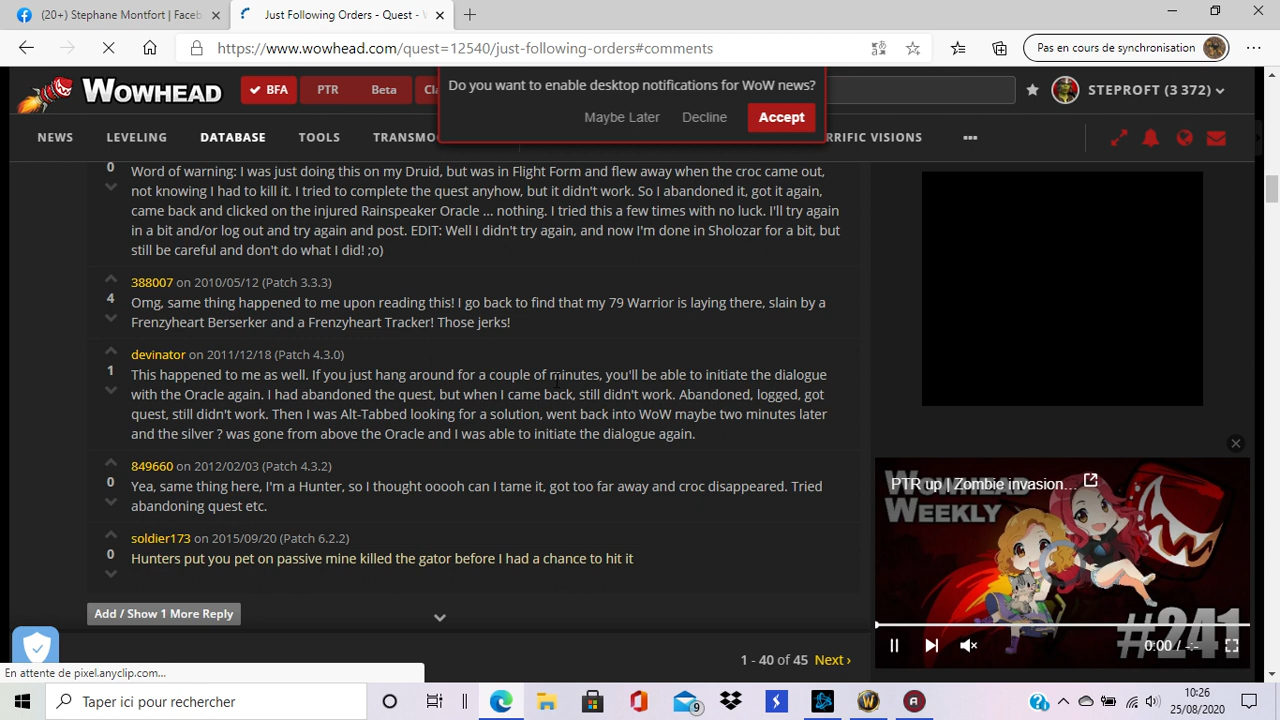 (20+) Stephane Montfort | Faceb
Just Following Orders - Quest - W
https://www.wowhead.com/quest=12540/just-following-orders#comments
Pas en cours de synchronisation
WOWHEAD
BFA
PTR
Beta
Cla
Do you want to enable desktop notifications for WoW news?
Maybe Later
Decline
Accept
STEPROFT (3 372)
NEWS
LEVELING
DATABASE
TOOLS
TRANSMO
RRIFIC VISIONS
0
Word of warning: I was just doing this on my Druid, but was in Flight Form and flew away when the croc came out,
not knowing I had to kill it. I tried to complete the quest anyhow, but it didn't work. So I abandoned it, got it again,
came back and clicked on the injured Rainspeaker Oracle ... nothing. I tried this a few times with no luck. I'll try again
in a bit and/or log out and try again and post. EDIT: Well I didn't try again, and now I'm done in Sholozar for a bit, but
still be careful and don't do what I did! ;o)
388007 on 2010/05/12 (Patch 3.3.3)
4
Omg, same thing happened to me upon reading this! I go back to find that my 79 Warrior is laying there, slain by a
Frenzyheart Berserker and a Frenzyheart Tracker! Those jerks!
devinator on 2011/12/18 (Patch 4.3.0)
1
This happened to me as well. If you just hang around for a couple of minutes, you'll be able to initiate the dialogue
with the Oracle again. I had abandoned the quest, but when I came back, still didn't work. Abandoned, logged, got
quest, still didn't work. Then I was Alt-Tabbed looking for a solution, went back into WoW maybe two minutes later
and the silver ? was gone from above the Oracle and I was able to initiate the dialogue again.
849660 on 2012/02/03 (Patch 4.3.2)
0
Yea, same thing here, I'm a Hunter, so I thought ooooh can I tame it, got too far away and croc disappeared. Tried
abandoning quest etc.
soldier173 on 2015/09/20 (Patch 6.2.2)
0
Hunters put you pet on passive mine killed the gator before I had a chance to hit it
Add / Show 1 More Reply
1 - 40 of 45 Next ›
PTR up | Zombie invasion...
WOWHEAD
WEEKLY
#241
0:00 / -:-
En attente de pixel.anyclip.com...
Taper ici pour rechercher
9
10:26
25/08/2020